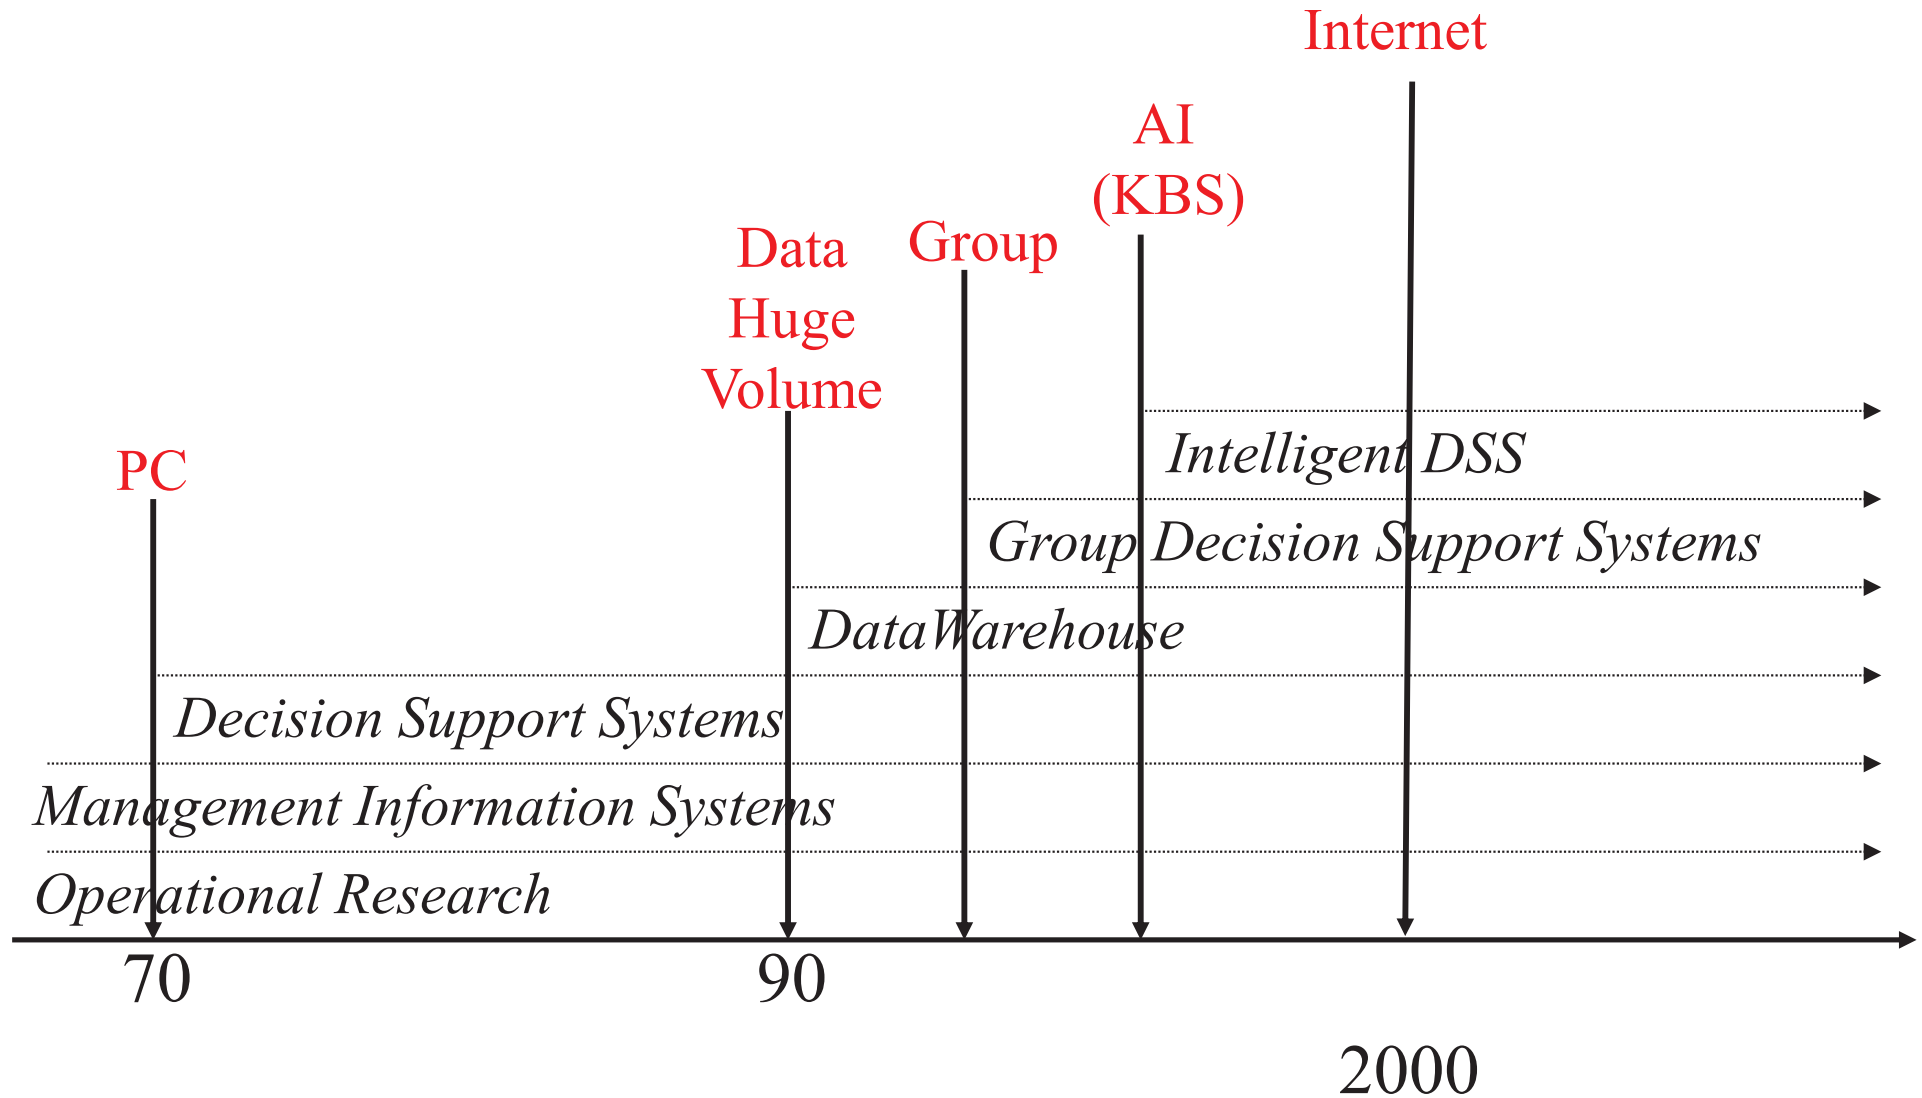 Internet
AI
(KBS)
Group
Data
Huge
Volume
PC
Intelligent DSS
Group Decision Support Systems
DataWarehouse
Decision Support Systems
Management Information Systems
Operational Research
70
90
2000